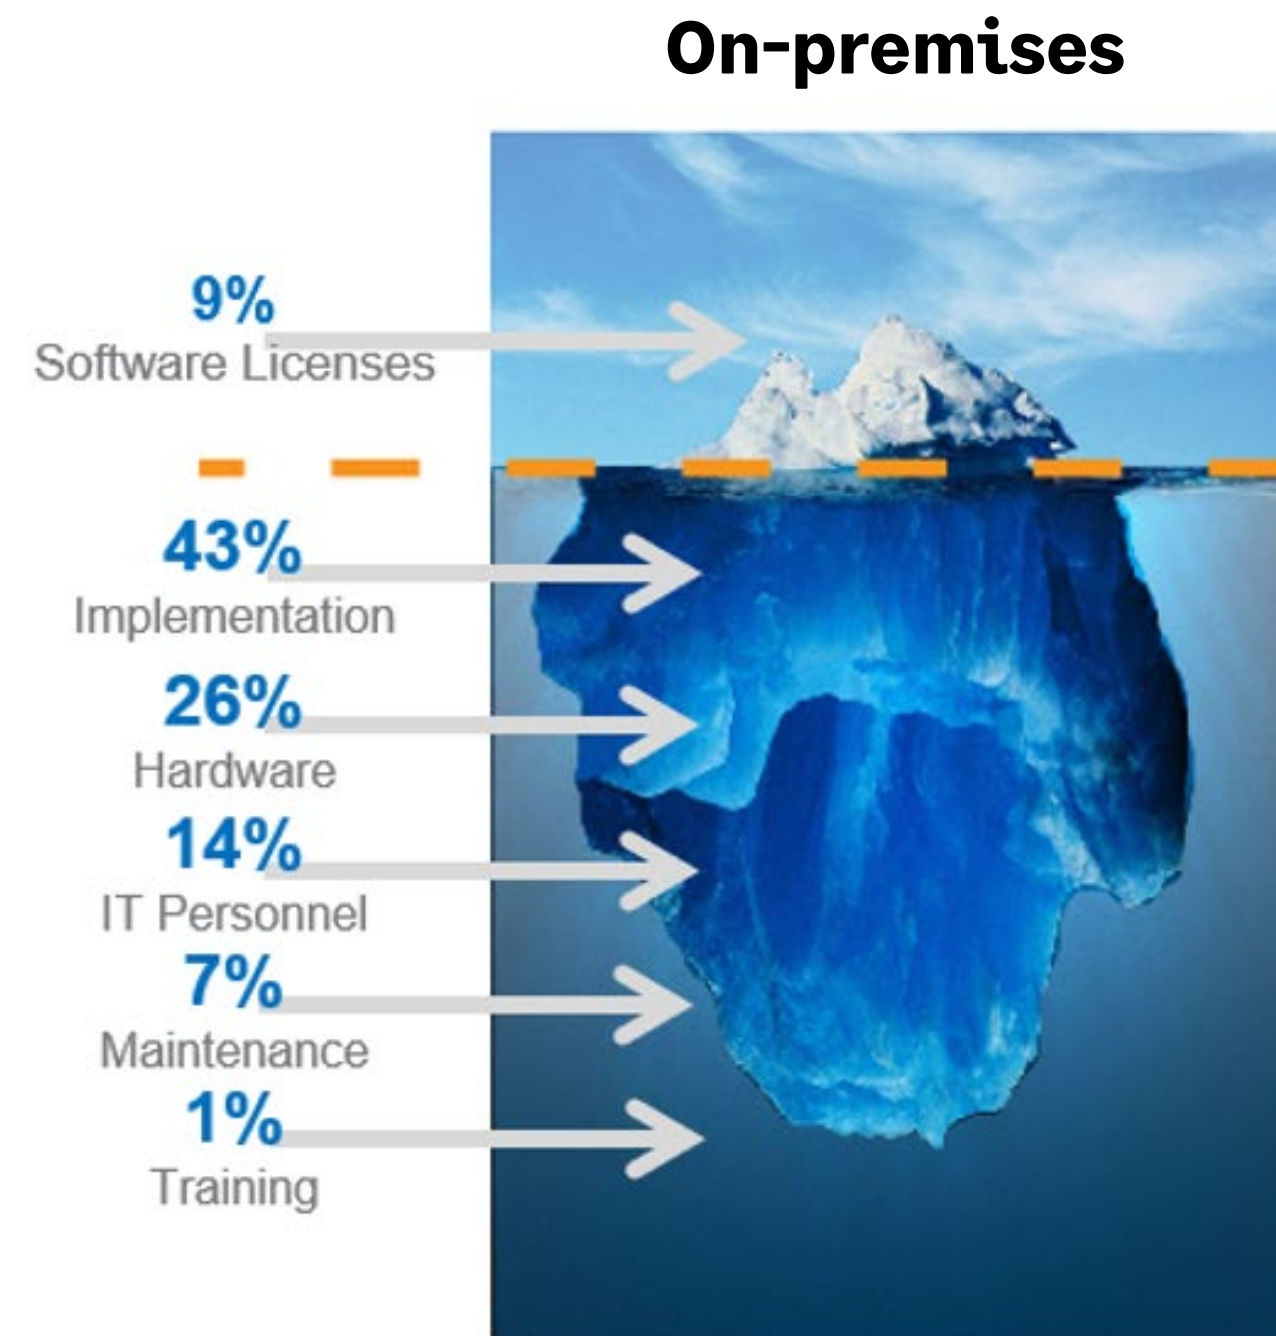 On-premises
9%
Software Licenses
43%
Implementation
26%
Hardware
14%
IT Personnel
7%
Maintenance
1%
Training